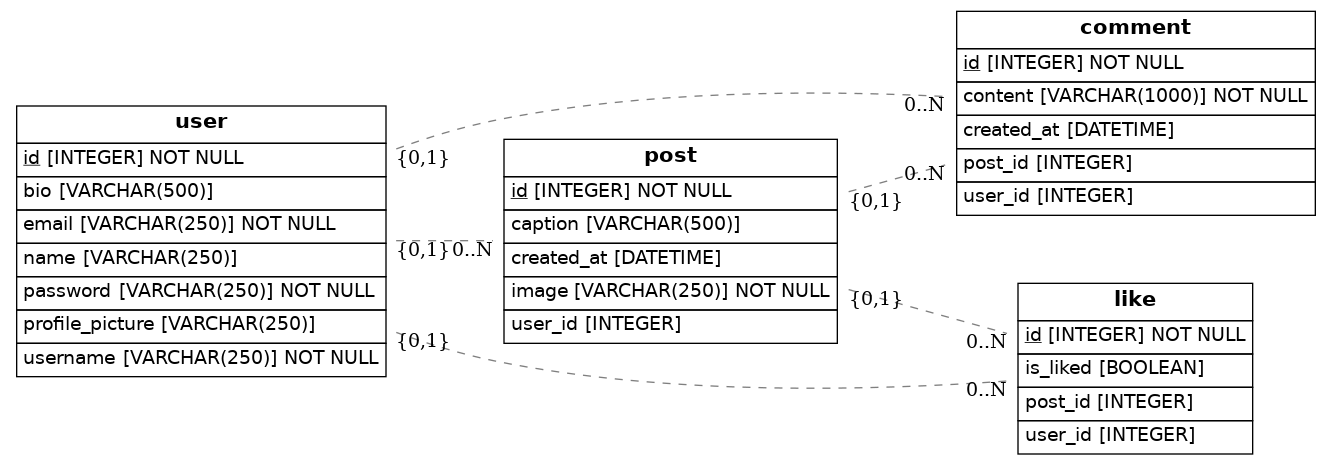 user
id [INTEGER] NOT NULL
bio [VARCHAR(500)]
email [VARCHAR(250)] NOT NULL
name [VARCHAR(250)]
password [VARCHAR(250)] NOT NULL
profile_picture [VARCHAR(250)]
username [VARCHAR(250)] NOT NULL
{0,1}
{0,1}
{0,1}
0..N
post
id [INTEGER] NOT NULL
caption [VARCHAR(500)]
created_at [DATETIME]
image [VARCHAR(250)] NOT NULL
user_id [INTEGER]
{0,1}
{0,1}
0..N
0..N
comment
id [INTEGER] NOT NULL
content [VARCHAR(1000)] NOT NULL
created_at [DATETIME]
post_id [INTEGER]
user_id [INTEGER]
0..N
0..N
like
id [INTEGER] NOT NULL
is_liked [BOOLEAN]
post_id [INTEGER]
user_id [INTEGER]